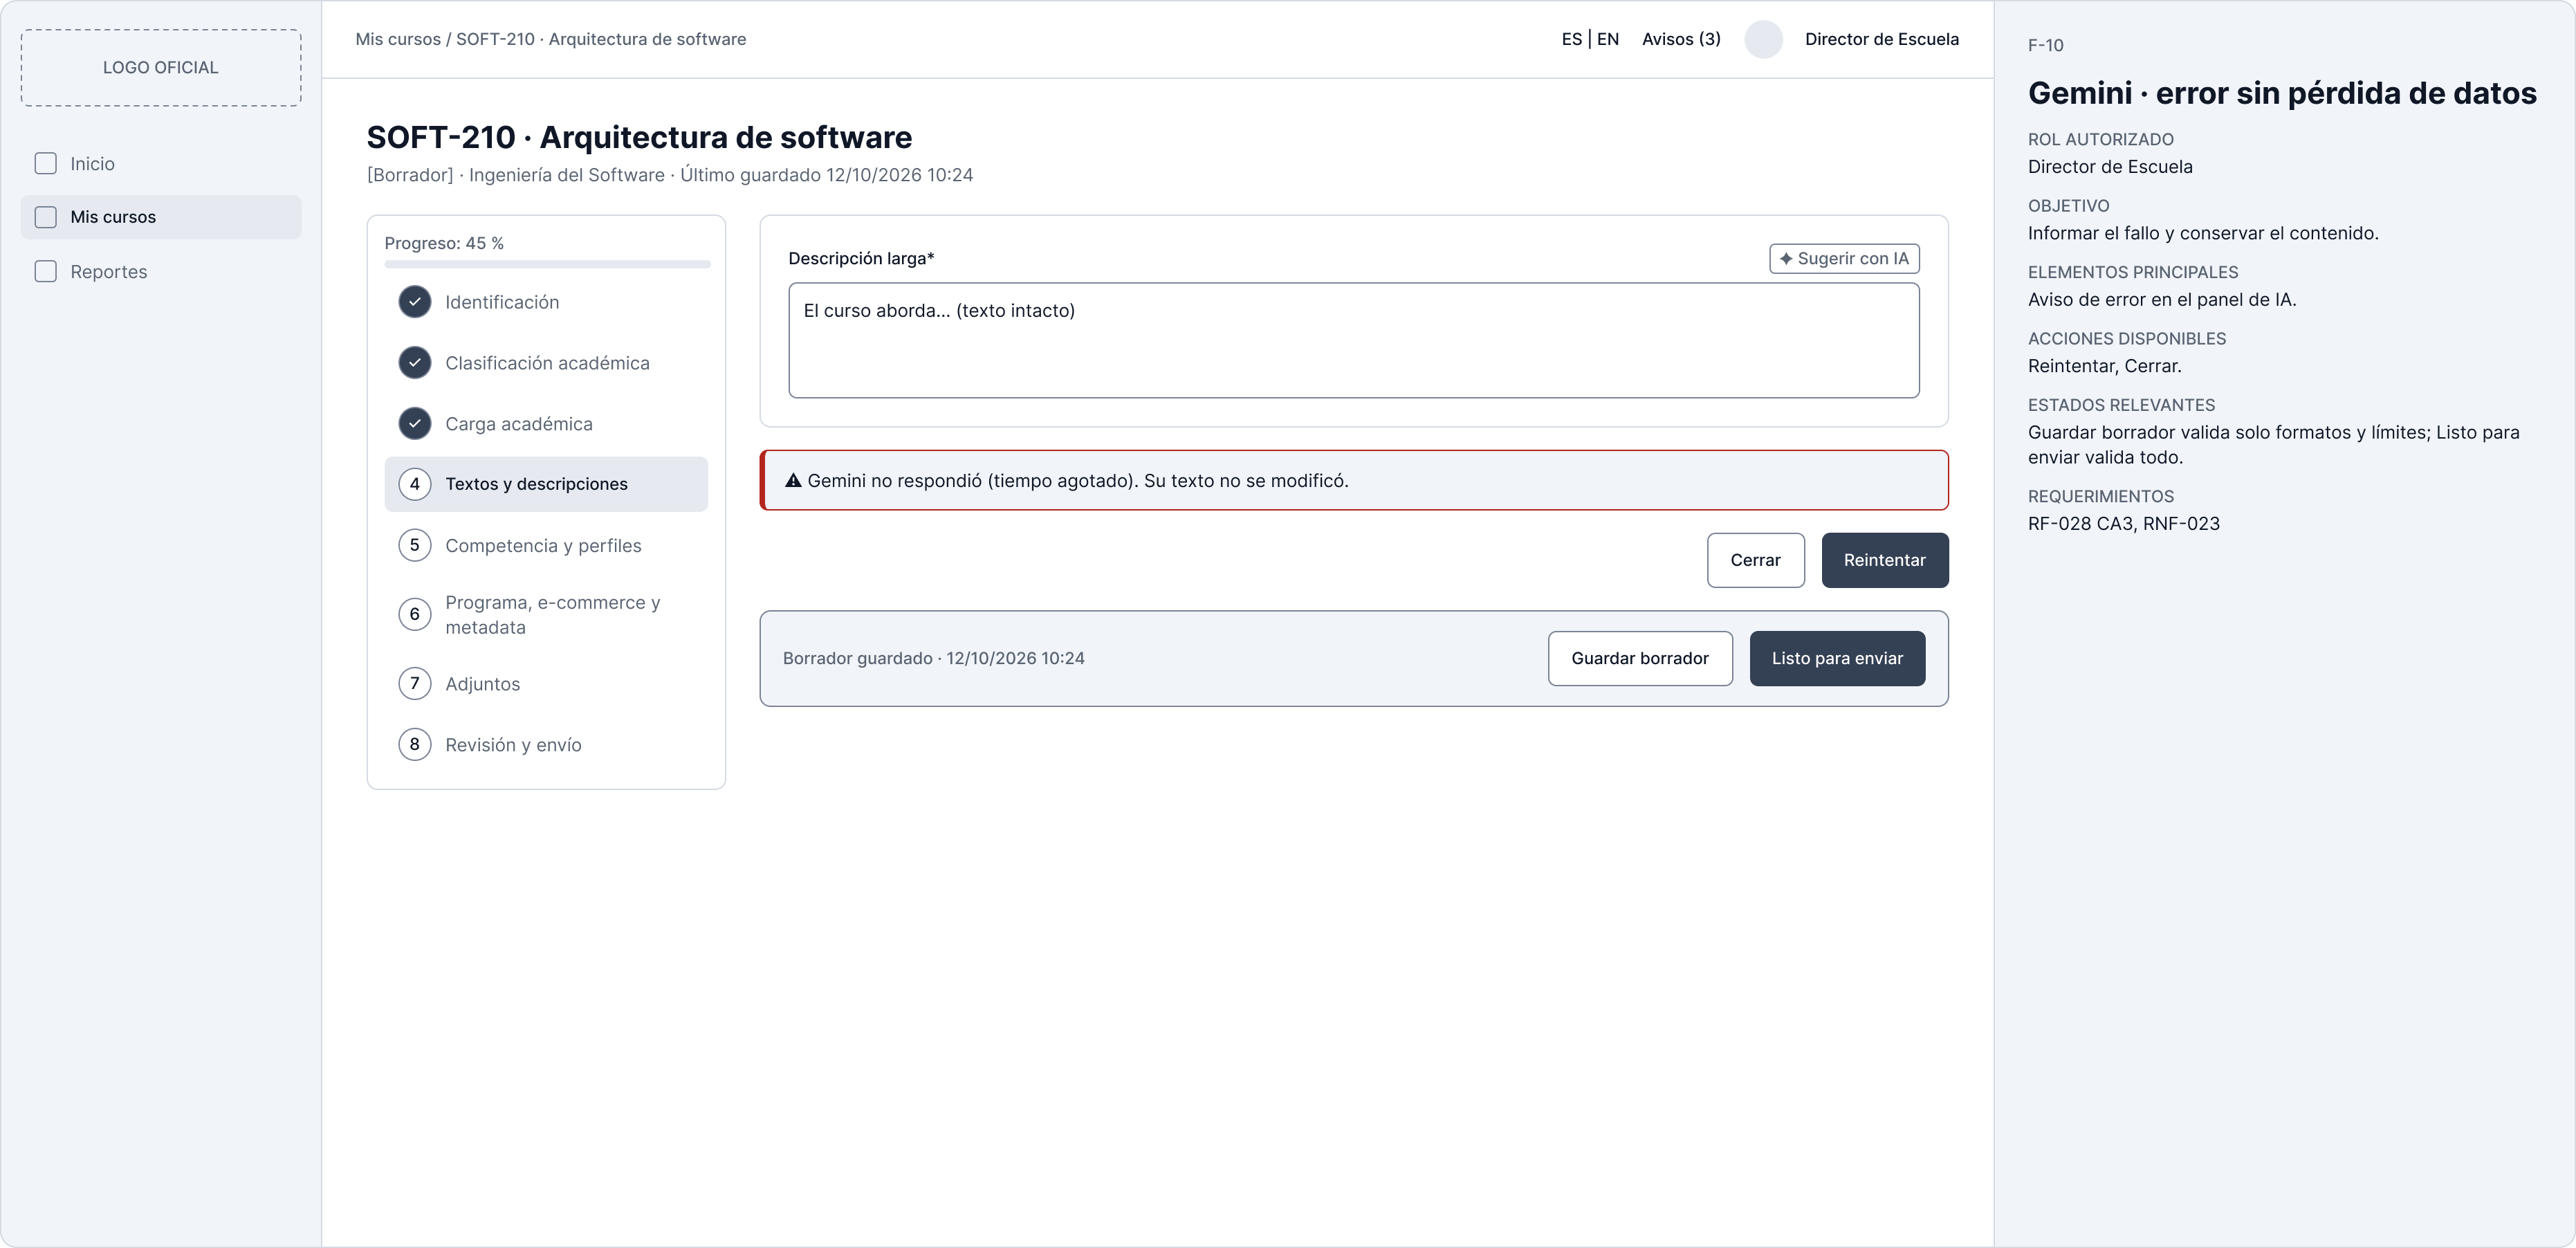 LOGO OFICIAL
Inicio
Mis cursos
Reportes
Mis cursos / SOFT-210 · Arquitectura de software
ES | EN
Avisos (3)
Director de Escuela
SOFT-210 · Arquitectura de software
[Borrador] · Ingeniería del Software · Último guardado 12/10/2026 10:24
Progreso: 45 %
Identificación
Clasificación académica
Carga académica
4 Textos y descripciones
5 Competencia y perfiles
6 Programa, e-commerce y
metadata
7 Adjuntos
8 Revisión y envío
Descripción larga*
✦ Sugerir con IA
El curso aborda... (texto intacto)
⚠ Gemini no respondió (tiempo agotado). Su texto no se modificó.
Cerrar
Reintentar
Borrador guardado · 12/10/2026 10:24
Guardar borrador
Listo para enviar
F-10
Gemini · error sin pérdida de datos
ROL AUTORIZADO
Director de Escuela
OBJETIVO
Informar el fallo y conservar el contenido.
ELEMENTOS PRINCIPALES
Aviso de error en el panel de IA.
ACCIONES DISPONIBLES
Reintentar, Cerrar.
ESTADOS RELEVANTES
Guardar borrador valida solo formatos y límites; Listo para
enviar valida todo.
REQUERIMIENTOS
RF-028 CA3, RNF-023